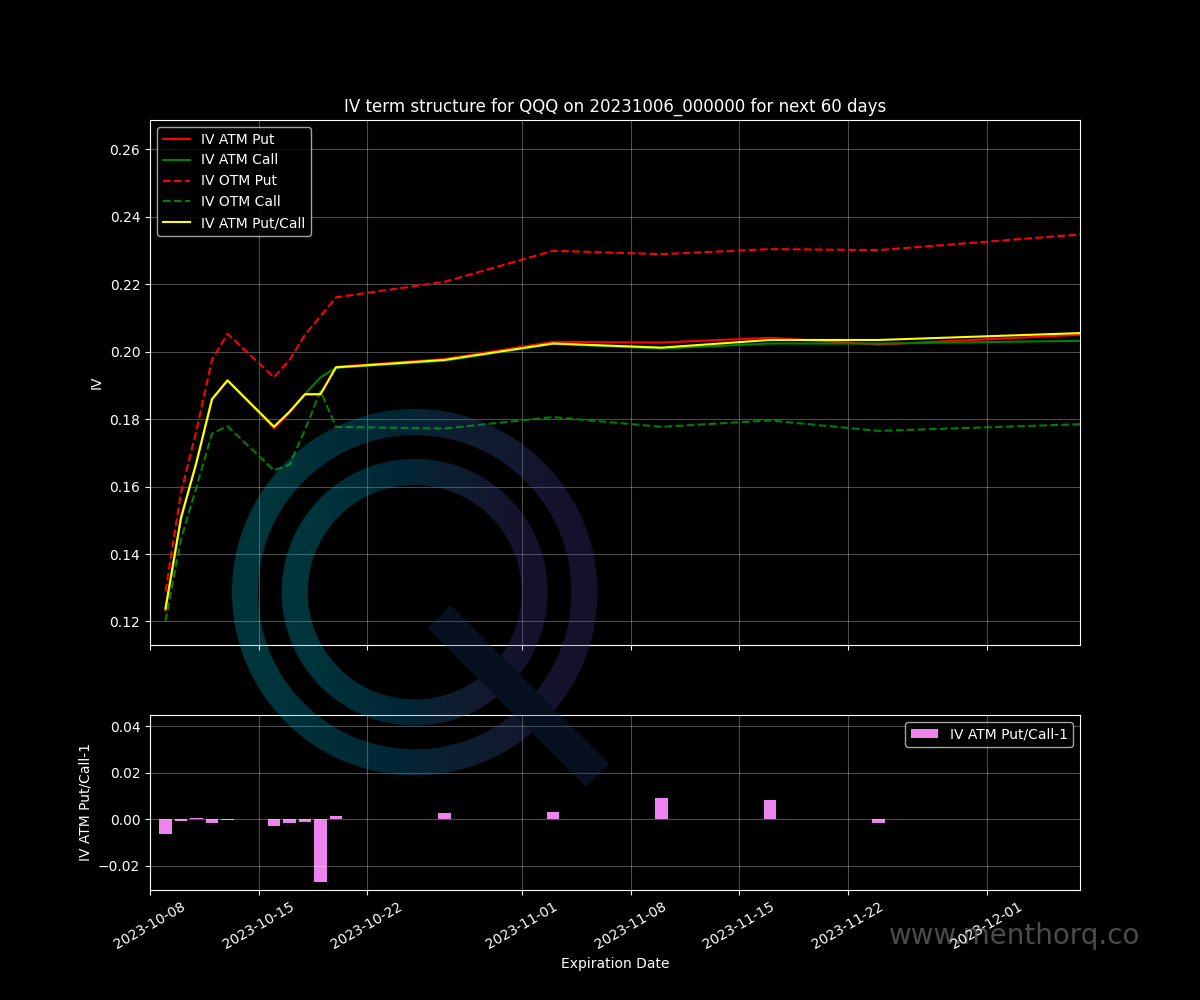 IV term structure for QQQ on 20231006_000000 for next 60 days
IV ATM Put
IV ATM Call
IV OTM Put
IV OTM Call
IV ATM Put/Call
0.26
0.24
0.22
0.20
0.18
0.16
0.14
0.12
IV
IV ATM Put/Call-1
0.04
0.02
0.00
−0.02
IV ATM Put/Call-1
2023-10-08
2023-10-15
2023-10-22
2023-11-01
2023-11-08
2023-11-15
2023-11-22
2023-12-01
www.menthorq.co
Expiration Date